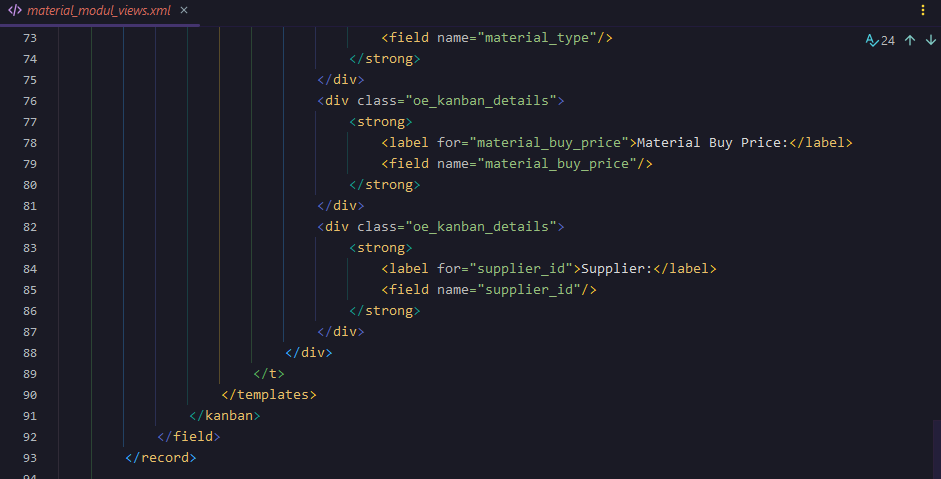 material_modul_views.xml
24
73 <field name="material_type"/>
74 </strong>
75 </div>
76 <div class="oe_kanban_details">
77 <strong>
78 <label for="material_buy_price">Material Buy Price:</label>
79 <field name="material_buy_price"/>
80 </strong>
81 </div>
82 <div class="oe_kanban_details">
83 <strong>
84 <label for="supplier_id">Supplier:</label>
85 <field name="supplier_id"/>
86 </strong>
87 </div>
88 </div>
89 </t>
90 </templates>
91 </kanban>
92 </field>
93 </record>
94